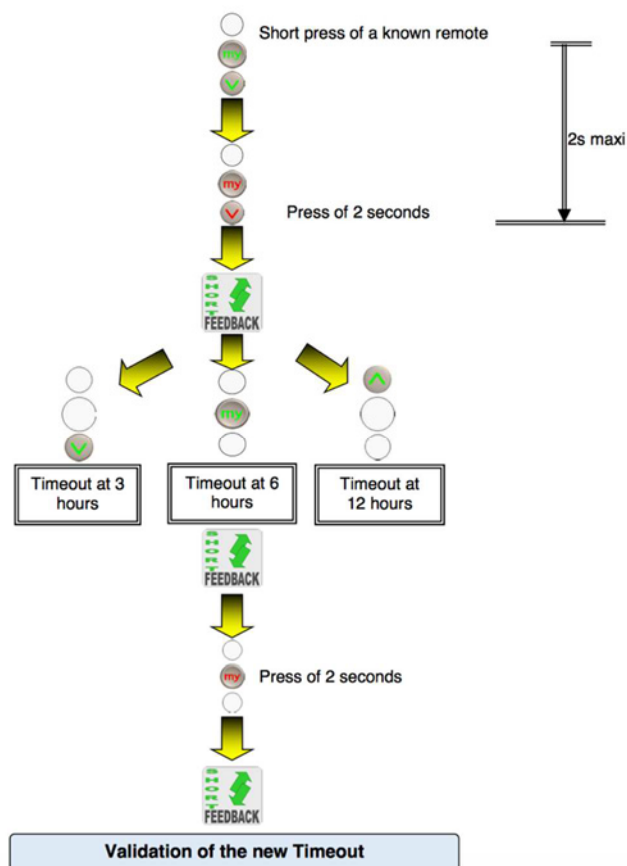 Short press of a known remote
my
2s maxi
my
Press of 2 seconds
SHORT
FEEDBACK
my
Timeout at 3
hours
Timeout at 6
hours
Timeout at
12 hours
SHORT
FEEDBACK
my
Press of 2 seconds
SHORT
FEEDBACK
Validation of the new Timeout